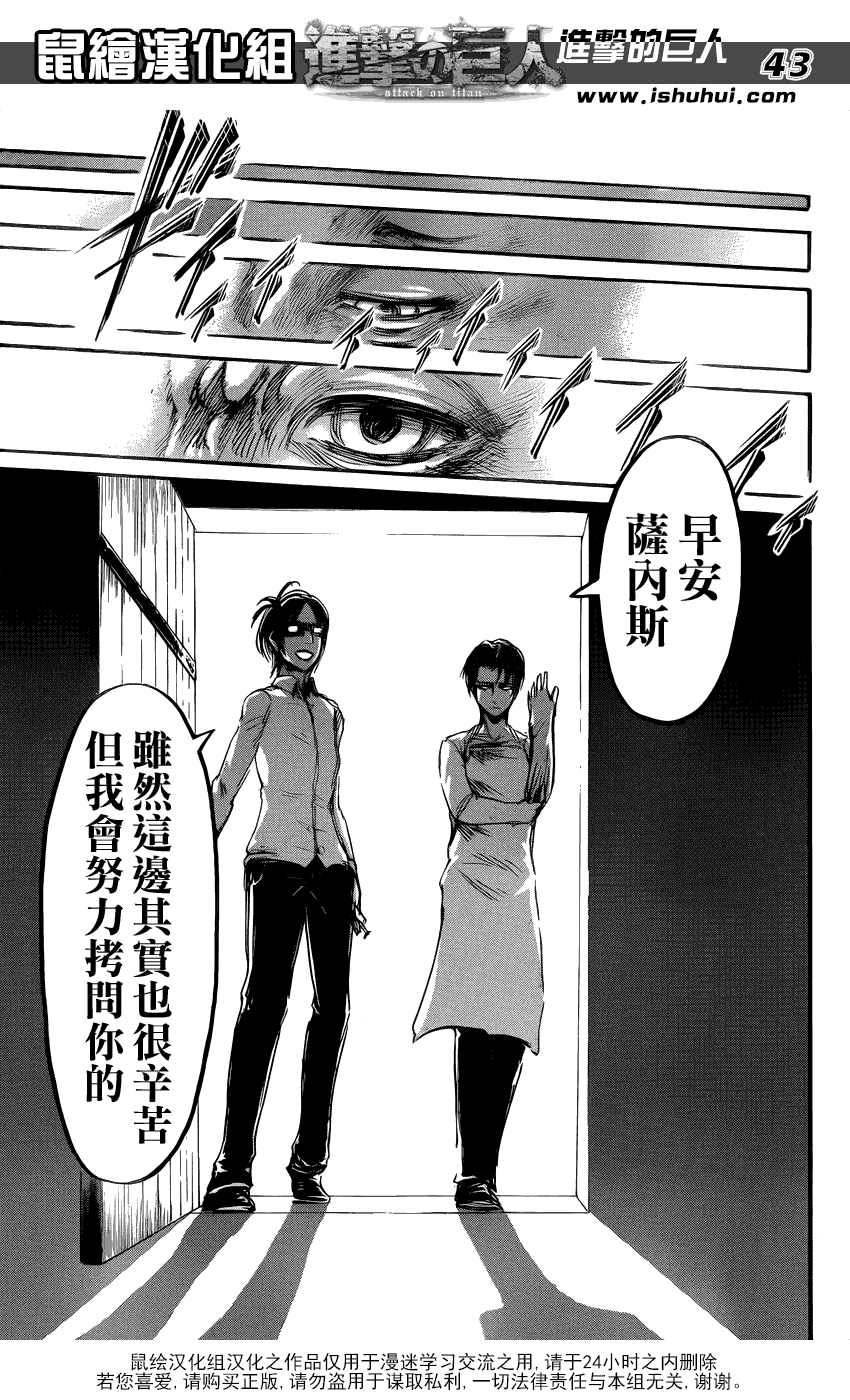 鼠繪漢化組
進撃の巨人
attack on titan
進擊的巨人
43
www.ishuhui.com
早安
薩內斯
雖然這邊其實也很辛苦
但我會努力拷問你的
鼠绘汉化组汉化之作品仅用于漫迷学习交流之用, 请于24小时之内删除
若您喜爱, 请购买正版, 请勿盗用于谋取私利, 一切法律责任与本组无关, 谢谢。